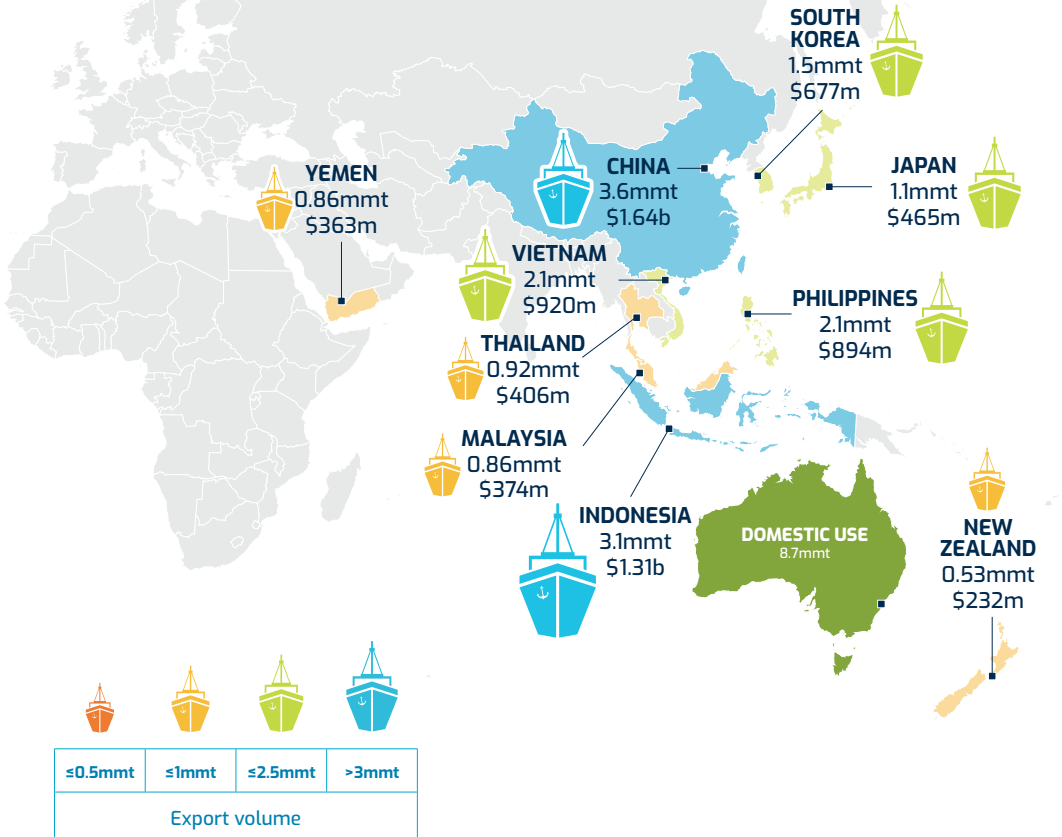 SOUTH
KOREA
1.5mmt
$677m
YEMEN
0.86mmt
$363m
CHINA
3.6mmt
$1.64b
JAPAN
1.1mmt
$465m
VIETNAM
2.1mmt
$920m
PHILIPPINES
2.1mmt
$894m
THAILAND
0.92mmt
$406m
MALAYSIA
0.86mmt
$374m
INDONESIA
3.1mmt
$1.31b
DOMESTIC USE
8.7mmt
NEW
ZEALAND
0.53mmt
$232m
≤0.5mmt ≤1mmt ≤2.5mmt >3mmt
Export volume